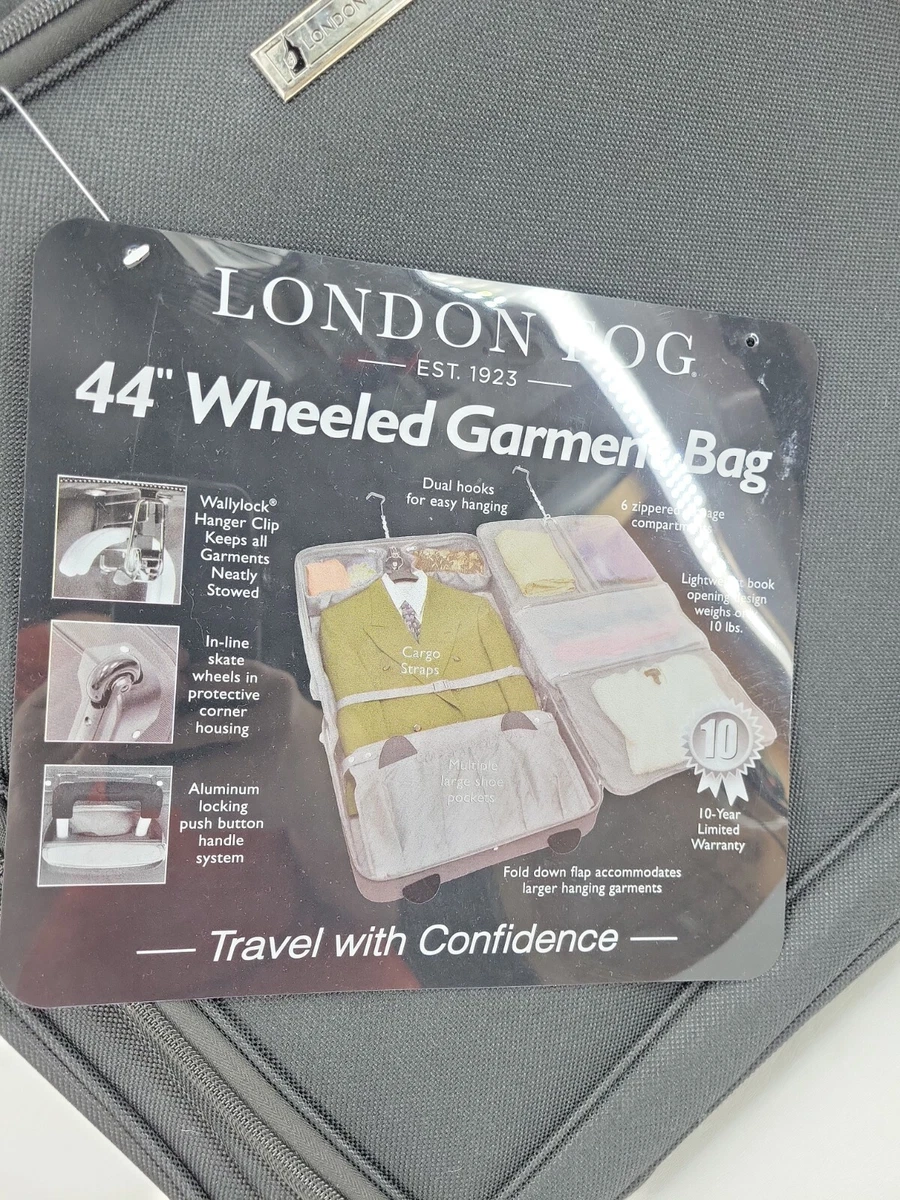 LONDON
LONDON FOG
EST. 1923
44" Wheeled Garment Bag
Wallylock®
Hanger Clip
Keeps all
Garments
Neatly
Stowed
In-line
skate
wheels in
protective
corner
housing
Aluminum
locking
push button
handle
system
Dual hooks
for easy hanging
6 zippered
Cargo
Straps
Multiple
large shoe
pockets
book
opening design
weighs
10 lbs.
10
10-Year
Limited
Warranty
Fold down flap accommodates
larger hanging garments
Travel with Confidence